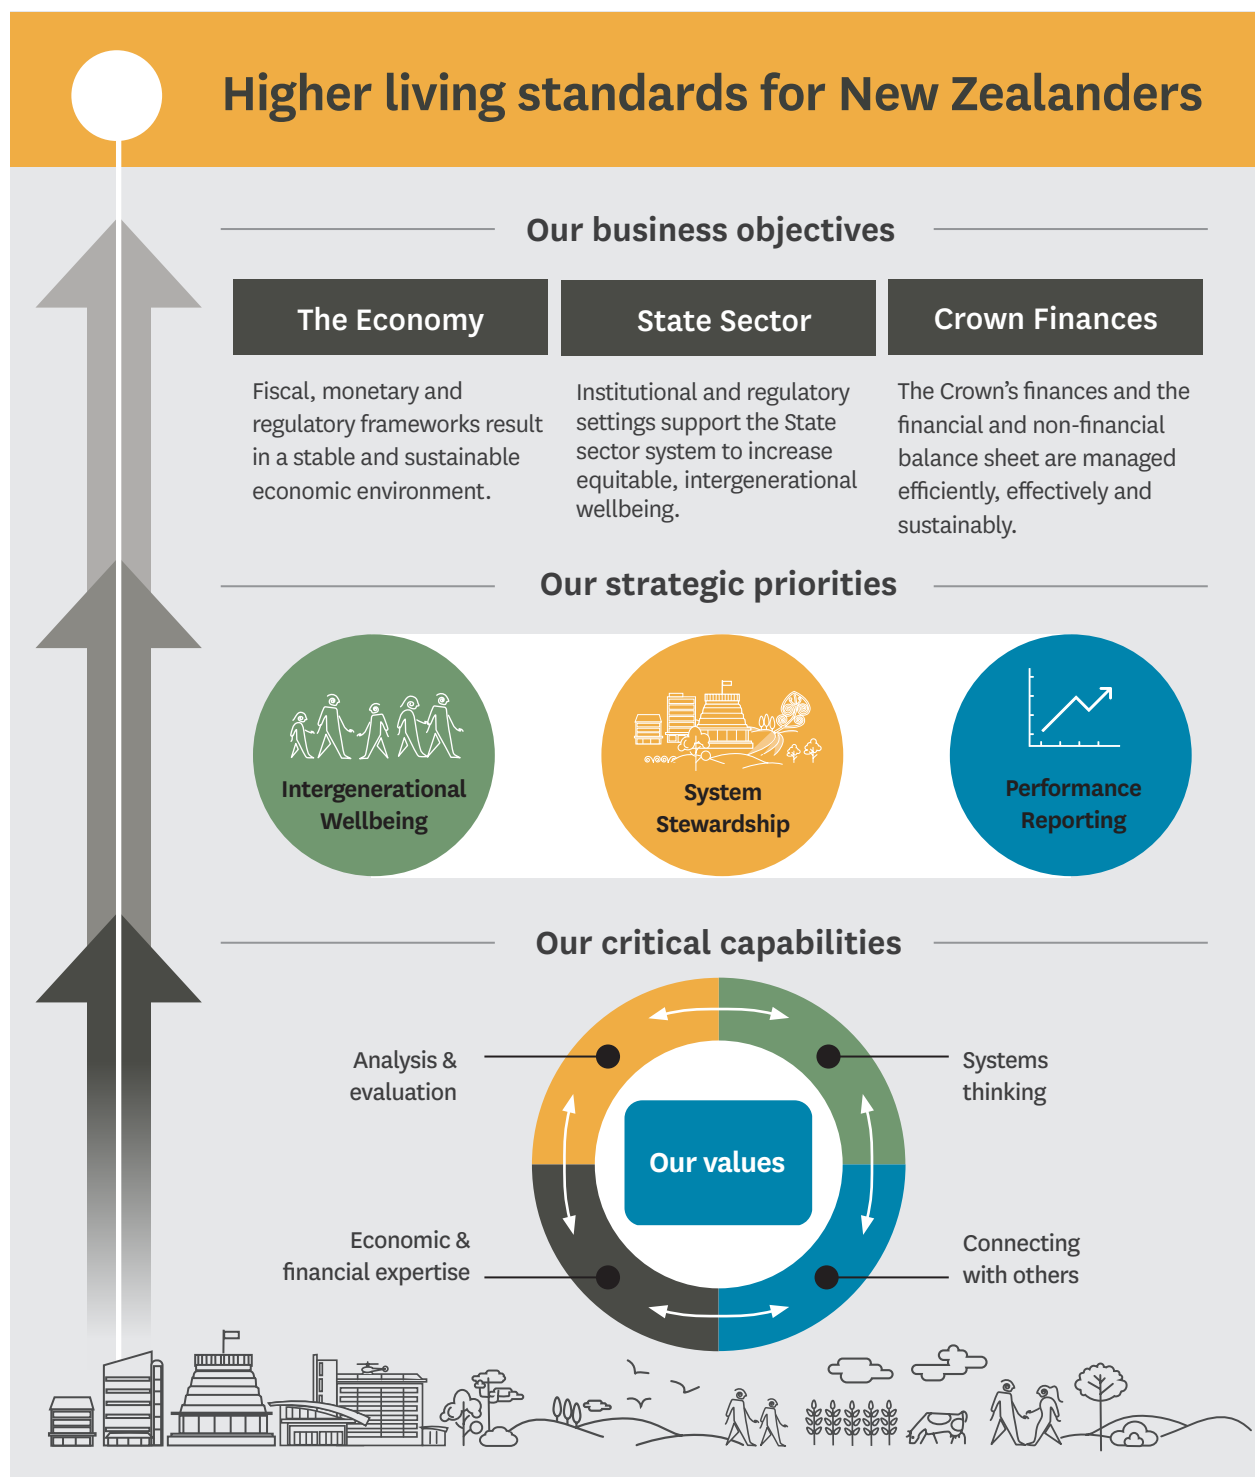 Higher living standards for New Zealanders
Our business objectives
The Economy
Fiscal, monetary and
regulatory frameworks result
in a stable and sustainable
economic environment.
State Sector
Institutional and regulatory
settings support the State
sector system to increase
equitable, intergenerational
wellbeing.
Crown Finances
The Crown’s finances and the
financial and non-financial
balance sheet are managed
efficiently, effectively and
sustainably.
Our strategic priorities
Intergenerational
Wellbeing
System
Stewardship
Performance
Reporting
Our critical capabilities
Analysis &
evaluation
Systems
thinking
Our values
Economic &
financial expertise
Connecting
with others